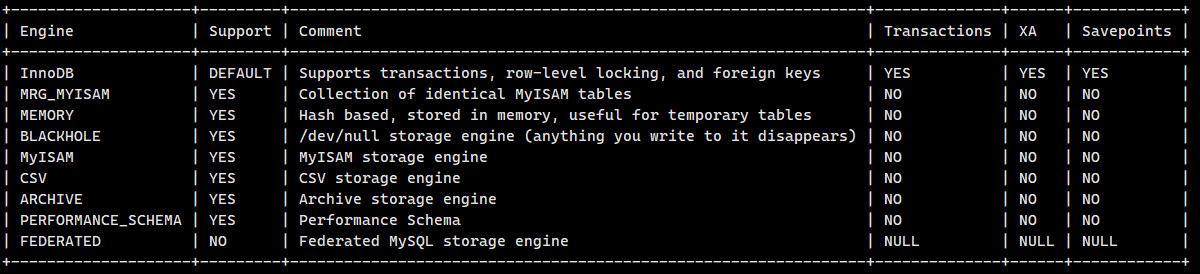 +--------------------+---------+----------------------------------------------------------------+--------------+------+------------+
| Engine             | Support | Comment                                                        | Transactions | XA   | Savepoints |
+--------------------+---------+----------------------------------------------------------------+--------------+------+------------+
| InnoDB             | DEFAULT | Supports transactions, row-level locking, and foreign keys     | YES          | YES  | YES        |
| MRG_MYISAM         | YES     | Collection of identical MyISAM tables                          | NO           | NO   | NO         |
| MEMORY             | YES     | Hash based, stored in memory, useful for temporary tables      | NO           | NO   | NO         |
| BLACKHOLE          | YES     | /dev/null storage engine (anything you write to it disappears) | NO           | NO   | NO         |
| MyISAM             | YES     | MyISAM storage engine                                          | NO           | NO   | NO         |
| CSV                | YES     | CSV storage engine                                             | NO           | NO   | NO         |
| ARCHIVE            | YES     | Archive storage engine                                         | NO           | NO   | NO         |
| PERFORMANCE_SCHEMA | YES     | Performance Schema                                             | NO           | NO   | NO         |
| FEDERATED          | NO      | Federated MySQL storage engine                                 | NULL         | NULL | NULL       |
+--------------------+---------+----------------------------------------------------------------+--------------+------+------------+